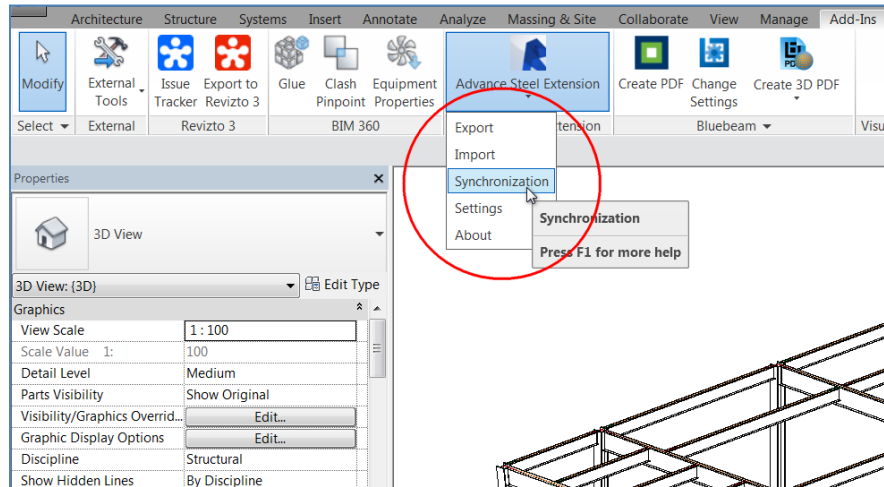 Architecture Structure Systems Insert Annotate Analyze Massing & Site Collaborate View Manage Add-Ins
Modify
External Tools
Issue Tracker
Export to Revizto 3
Glue
Clash Pinpoint
Equipment Properties
Advance Steel Extension
Create PDF
Change Settings
Create 3D PDF
Select
External
Revizto 3
BIM 360
tension
Bluebeam
Visu
Export
Import
Synchronization
Settings
About
Synchronization
Press F1 for more help
Properties
3D View
3D View: {3D}
Edit Type
Graphics
View Scale 1 : 100
Scale Value 1: 100
Detail Level Medium
Parts Visibility Show Original
Visibility/Graphics Overrid... Edit...
Graphic Display Options Edit...
Discipline Structural
Show Hidden Lines By Discipline